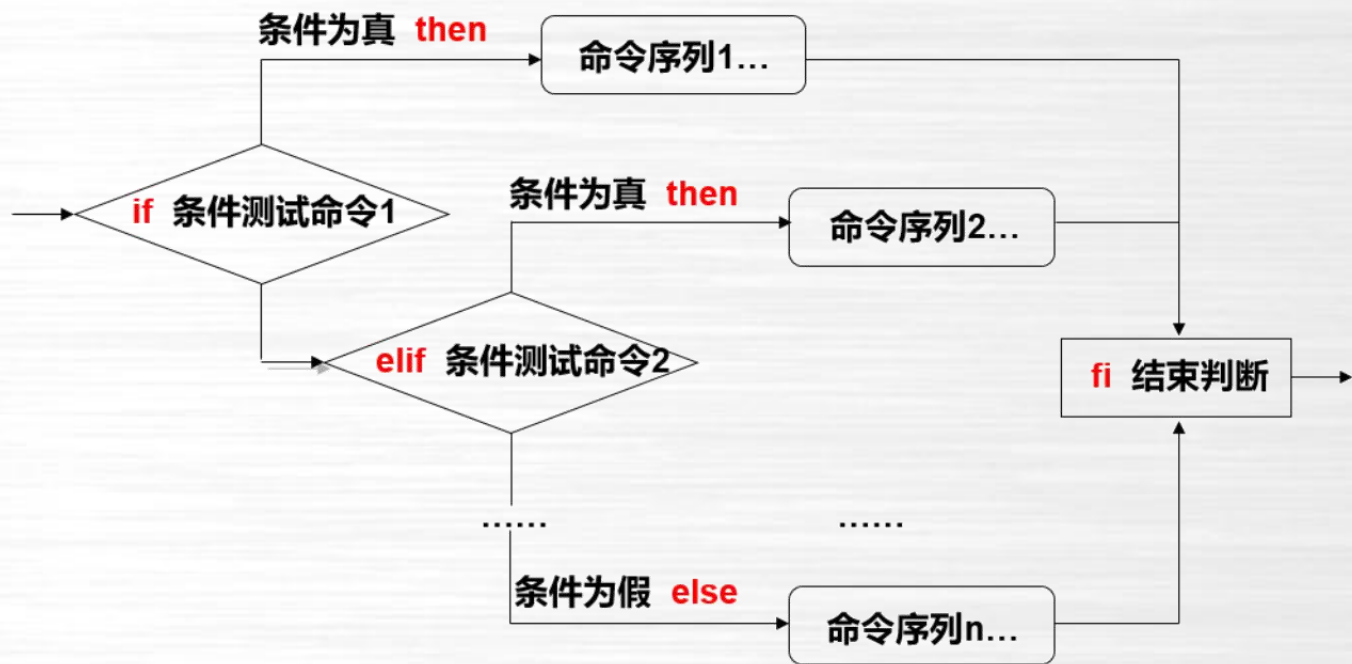 条件为真 then
命令序列1...
if 条件测试命令1
条件为真 then
命令序列2...
elif 条件测试命令2
fi 结束判断
......
......
条件为假 else
命令序列n...